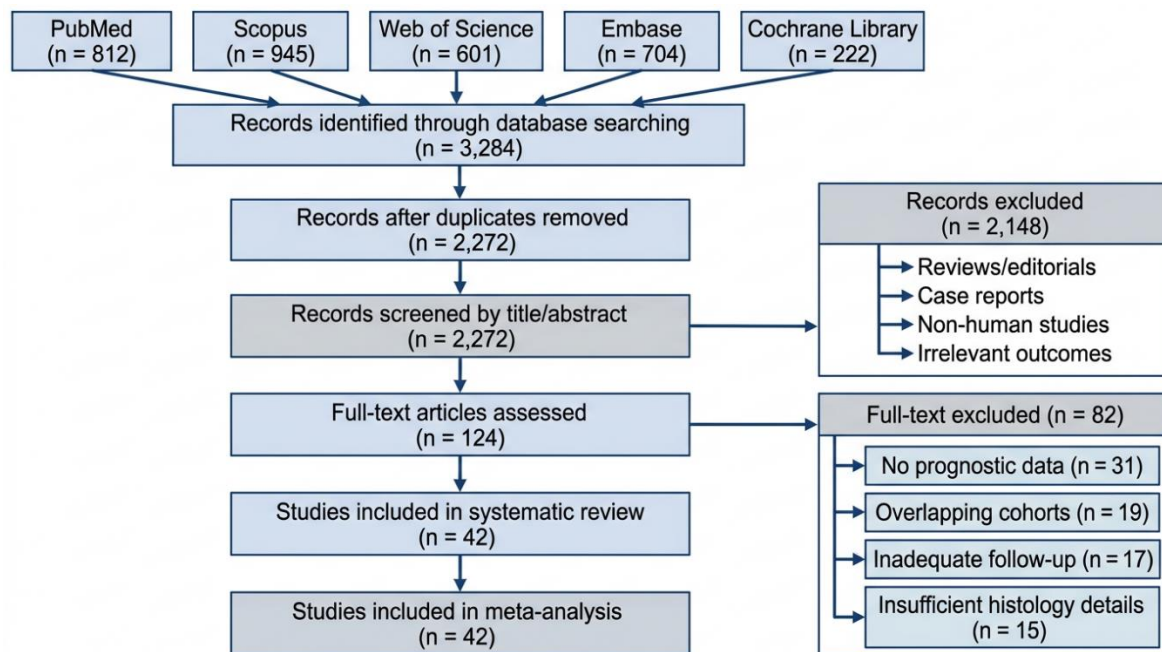 PubMed
(n = 812)
Scopus
(n = 945)
Web of Science
(n = 601)
Embase
(n = 704)
Cochrane Library
(n = 222)
Records identified through database searching
(n = 3,284)
Records after duplicates removed
(n = 2,272)
Records screened by title/abstract
(n = 2,272)
Records excluded
(n = 2,148)
Reviews/editorials
Case reports
Non-human studies
Irrelevant outcomes
Full-text articles assessed
(n = 124)
Full-text excluded (n = 82)
No prognostic data (n = 31)
Overlapping cohorts (n = 19)
Inadequate follow-up (n = 17)
Insufficient histology details
(n = 15)
Studies included in systematic review
(n = 42)
Studies included in meta-analysis
(n = 42)